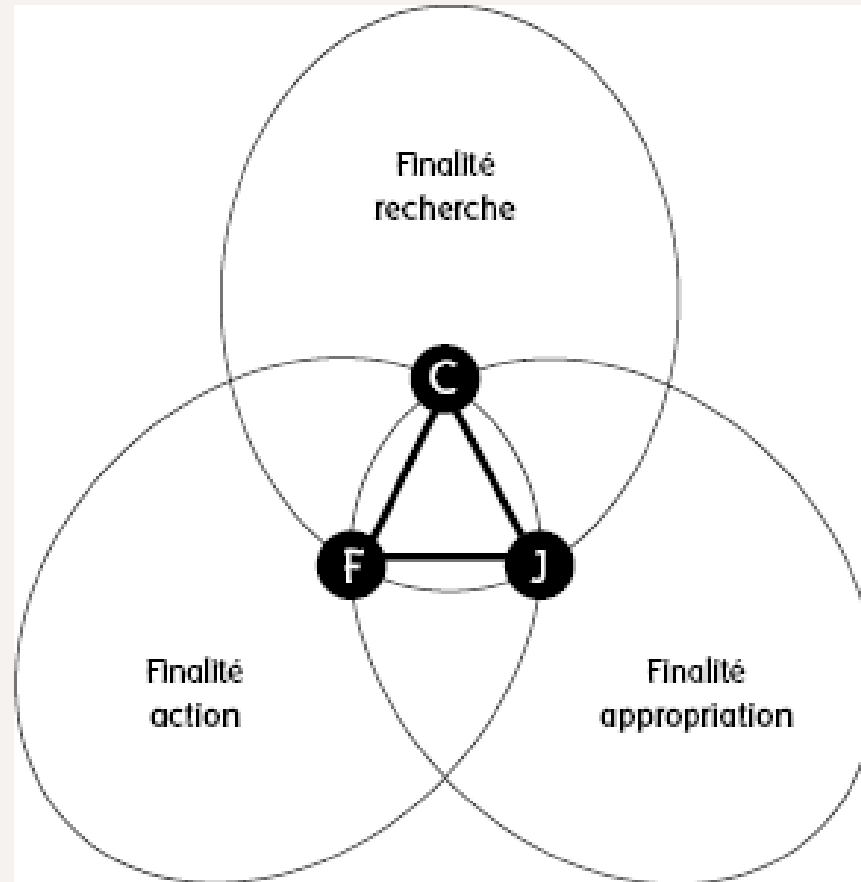 Finalité
recherche
C
F
J
Finalité
action
Finalité
appropriation